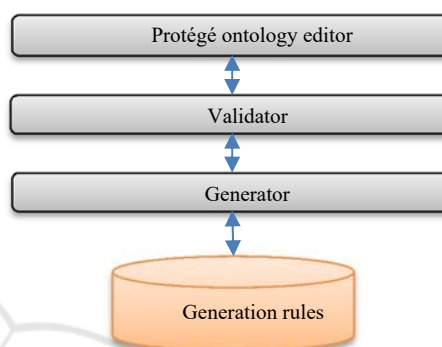 Protégé ontology editor
Validator
Generator
Generation rules